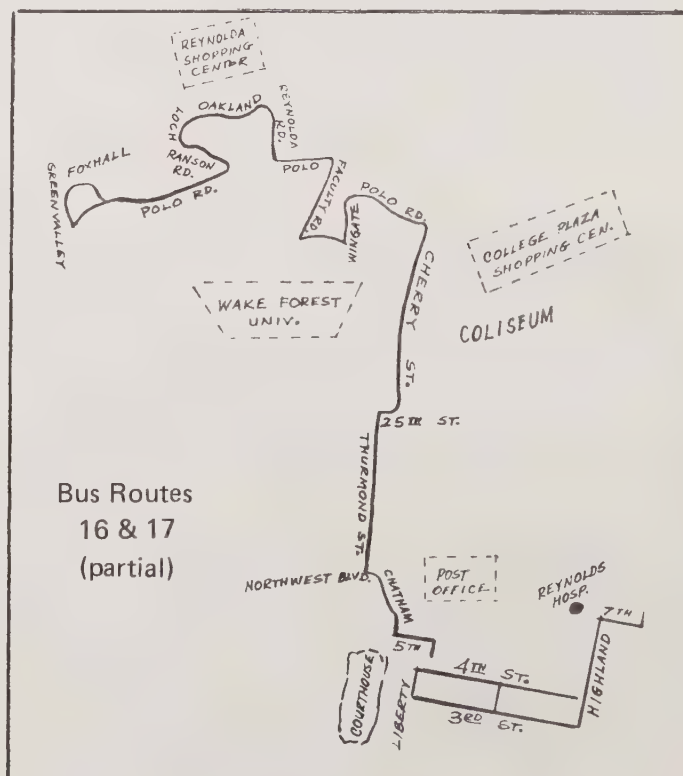 REYNOLDA
SHOPPING
CENTER
OAKLAND
REYNOLDA
RD.
LOCH
RANSON
RD.
FOXHALL
GREENVALLEY
POLO RD.
POLO
FACULTY RD.
WINGATE
POLO RD.
COLLEGE PLAZA
SHOPPING CEN.
CHERRY ST.
WAKE FOREST
UNIV.
COLISEUM
25TH ST.
THURMOND ST.
Bus Routes
16 & 17
(partial)
NORTHWEST BLVD.
CHATHAM
POST
OFFICE
REYNOLDS
HOSP.
7TH
5TH
HIGHLAND
COURTHOUSE
LIBERTY
4TH ST.
3RD ST.